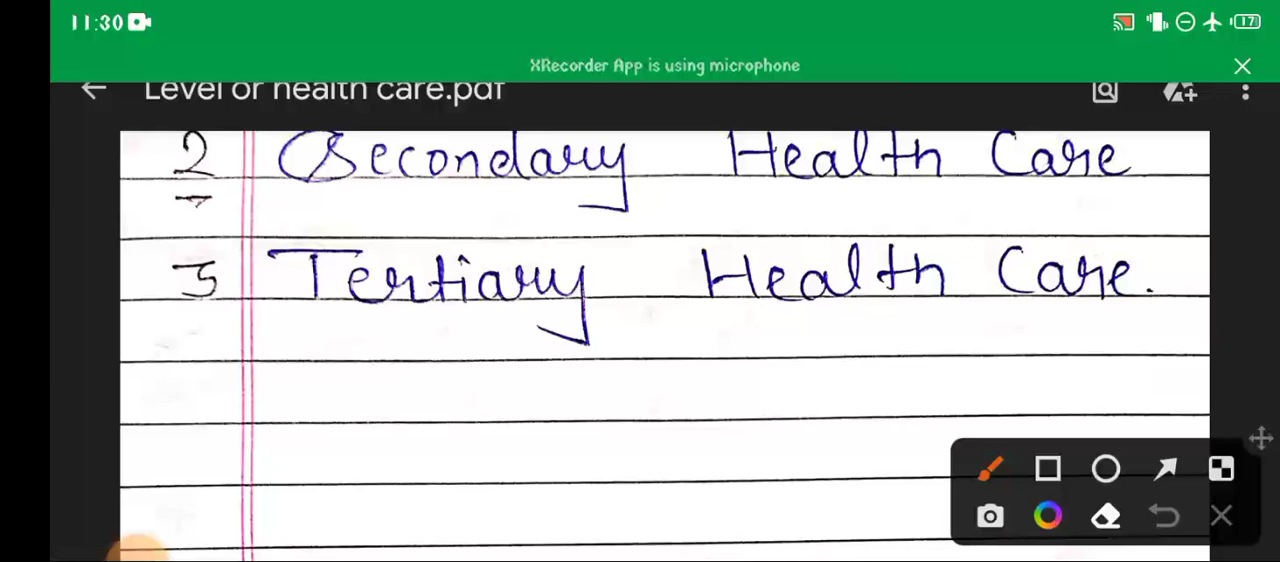 11:30
17
XRecorder App is using microphone
Level of health care.pdf
2 Secondary Health Care
3 Tertiary Health Care.